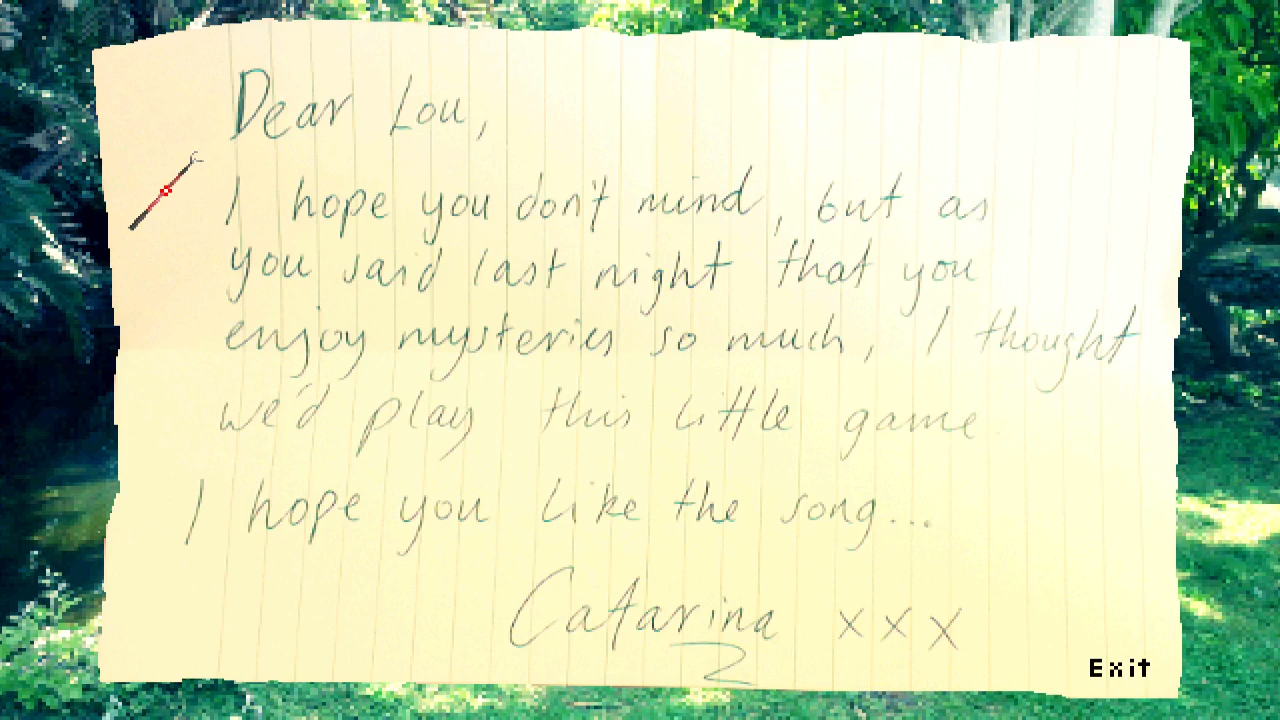 Dear Lou,
I hope you don't mind, but as
you said last night that you
enjoy mysteries so much, I thought
we'd play this little game
I hope you like the song...
Catarina xxx
Exit